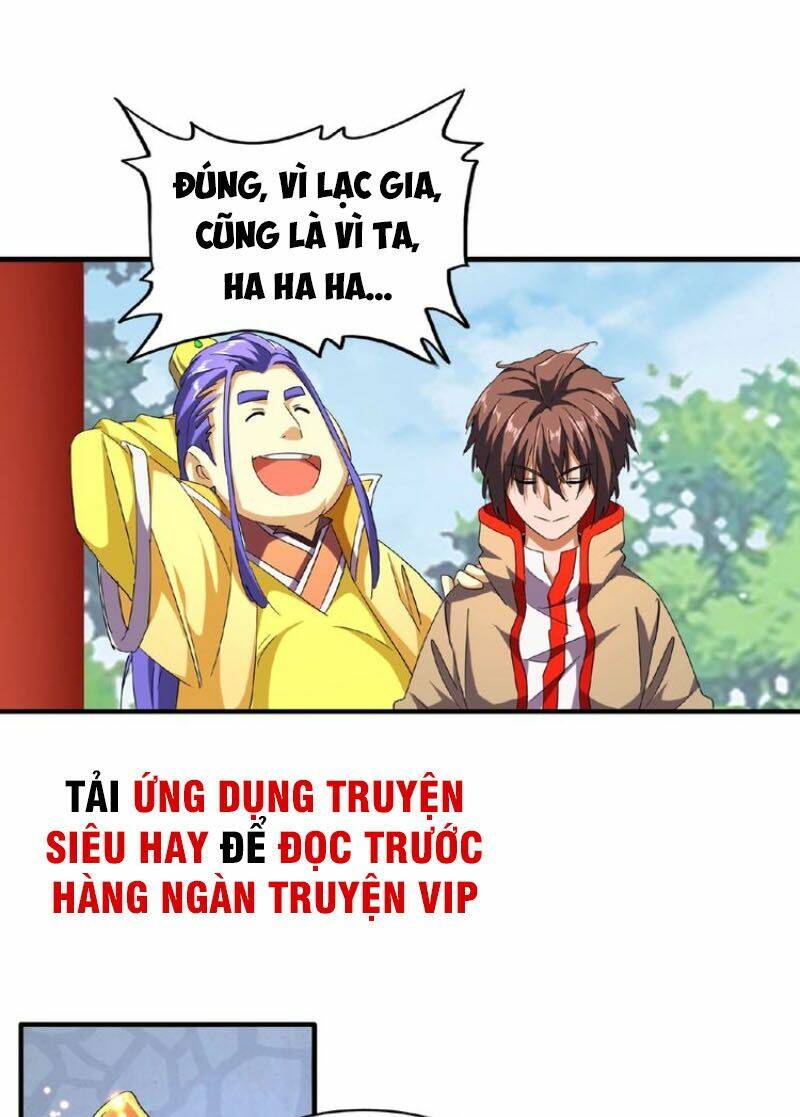 ĐÚNG, VÌ LẠC GIA,
CŨNG LÀ VÌ TA,
HA HA HA...
TẢI ỨNG DỤNG TRUYỆN
SIÊU HAY ĐỂ ĐỌC TRƯỚC
HÀNG NGÀN TRUYỆN VIP